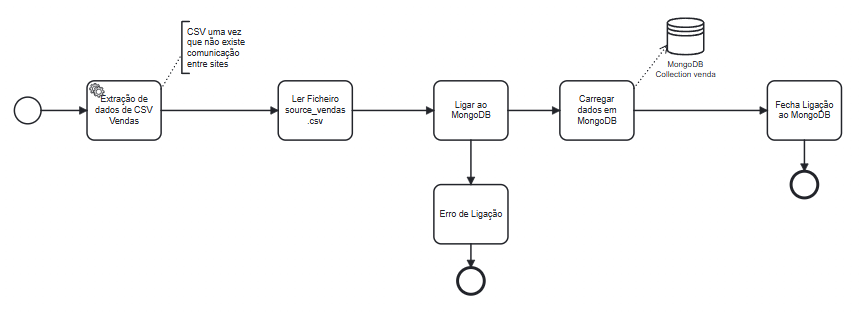 CSV uma vez
que não existe
comunicação
entre sites
MongoDB
Collection venda
Extração de
dados de CSV
Vendas
Ler Ficheiro
source_vendas
.csv
Ligar ao
MongoDB
Carregar
dados em
MongoDB
Fecha Ligação
ao MongoDB
Erro de Ligação